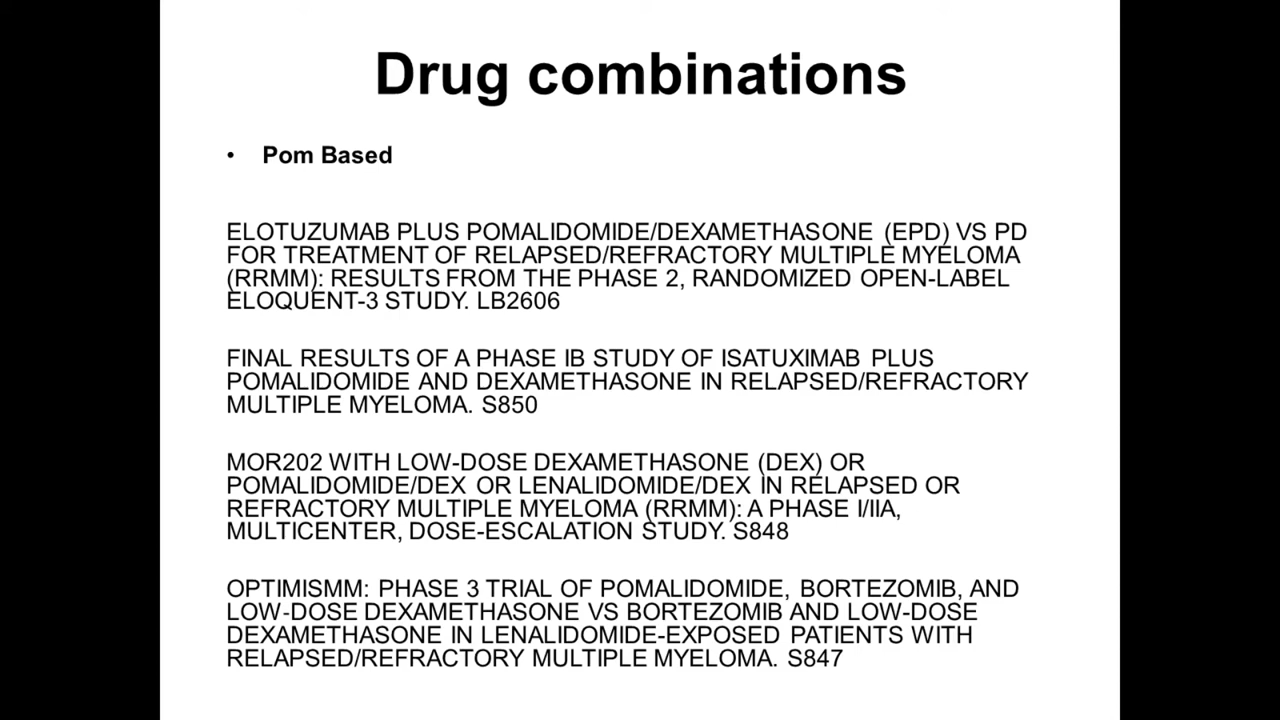 Drug combinations
• Pom Based
ELOTUZUMAB PLUS POMALIDOMIDE/DEXAMETHASONE (EPD) VS PD
FOR TREATMENT OF RELAPSED/REFRACTORY MULTIPLE MYELOMA
(RRMM): RESULTS FROM THE PHASE 2, RANDOMIZED OPEN-LABEL
ELOQUENT-3 STUDY. LB2606
FINAL RESULTS OF A PHASE IB STUDY OF ISATUXIMAB PLUS
POMALIDOMIDE AND DEXAMETHASONE IN RELAPSED/REFRACTORY
MULTIPLE MYELOMA. S850
MOR202 WITH LOW-DOSE DEXAMETHASONE (DEX) OR
POMALIDOMIDE/DEX OR LENALIDOMIDE/DEX IN RELAPSED OR
REFRACTORY MULTIPLE MYELOMA (RRMM): A PHASE I/IIA,
MULTICENTER, DOSE-ESCALATION STUDY. S848
OPTIMISMM: PHASE 3 TRIAL OF POMALIDOMIDE, BORTEZOMIB, AND
LOW-DOSE DEXAMETHASONE VS BORTEZOMIB AND LOW-DOSE
DEXAMETHASONE IN LENALIDOMIDE-EXPOSED PATIENTS WITH
RELAPSED/REFRACTORY MULTIPLE MYELOMA. S847